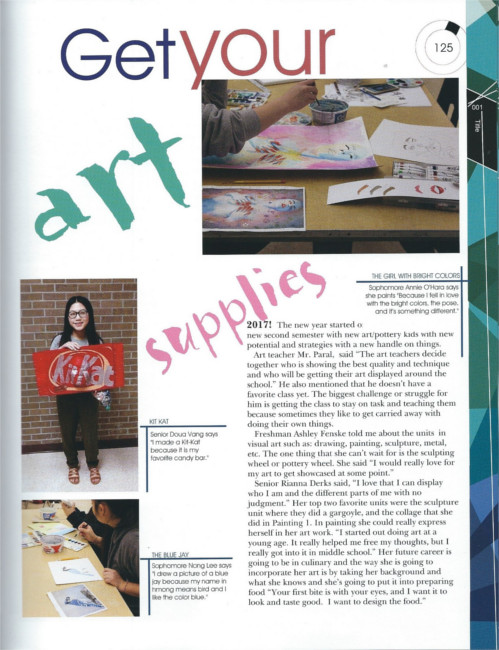 Get your
art
supplies
125
001
Title
THE GIRL WITH BRIGHT COLORS
Sophomore Annie O'Hara says
she paints "Because I fell in love
with the bright colors, the pose,
and it's something different."
2017! The new year started o
new second semester with new art/pottery kids with new
potential and strategies with a new handle on things.
Art teacher Mr. Paral, said "The art teachers decide
together who is showing the best quality and technique
and who will be getting their art displayed around the
school." He also mentioned that he doesn't have a
favorite class yet. The biggest challenge or struggle for
him is getting the class to stay on task and teaching them
because sometimes they like to get carried away with
doing their own things.
Freshman Ashley Fenske told me about the units in
visual art such as: drawing, painting, sculpture, metal,
etc. The one thing that she can't wait for is the sculpting
wheel or pottery wheel. She said "I would really love for
my art to get showcased at some point."
Senior Rianna Derks said, "I love that I can display
who I am and the different parts of me with no
judgment." Her top two favorite units were the sculpture
unit where they did a gargoyle, and the collage that she
did in Painting 1. In painting she could really express
herself in her art work. "I started out doing art at a
young age. It really helped me free my thoughts, but I
really got into it in middle school." Her future career is
going to be in culinary and the way she is going to
incorporate her art is by taking her background and
what she knows and she's going to put it into preparing
food "Your first bite is with your eyes, and I want it to
look and taste good. I want to design the food."
KitKat
KIT KAT
Senior Doua Vang says
"I made a Kit-Kat
because it is my
favorite candy bar."
THE BLUE JAY
Sophomore Nong Lee says
"I drew a picture of a blue
jay because my name in
hmong means bird and I
like the color blue."